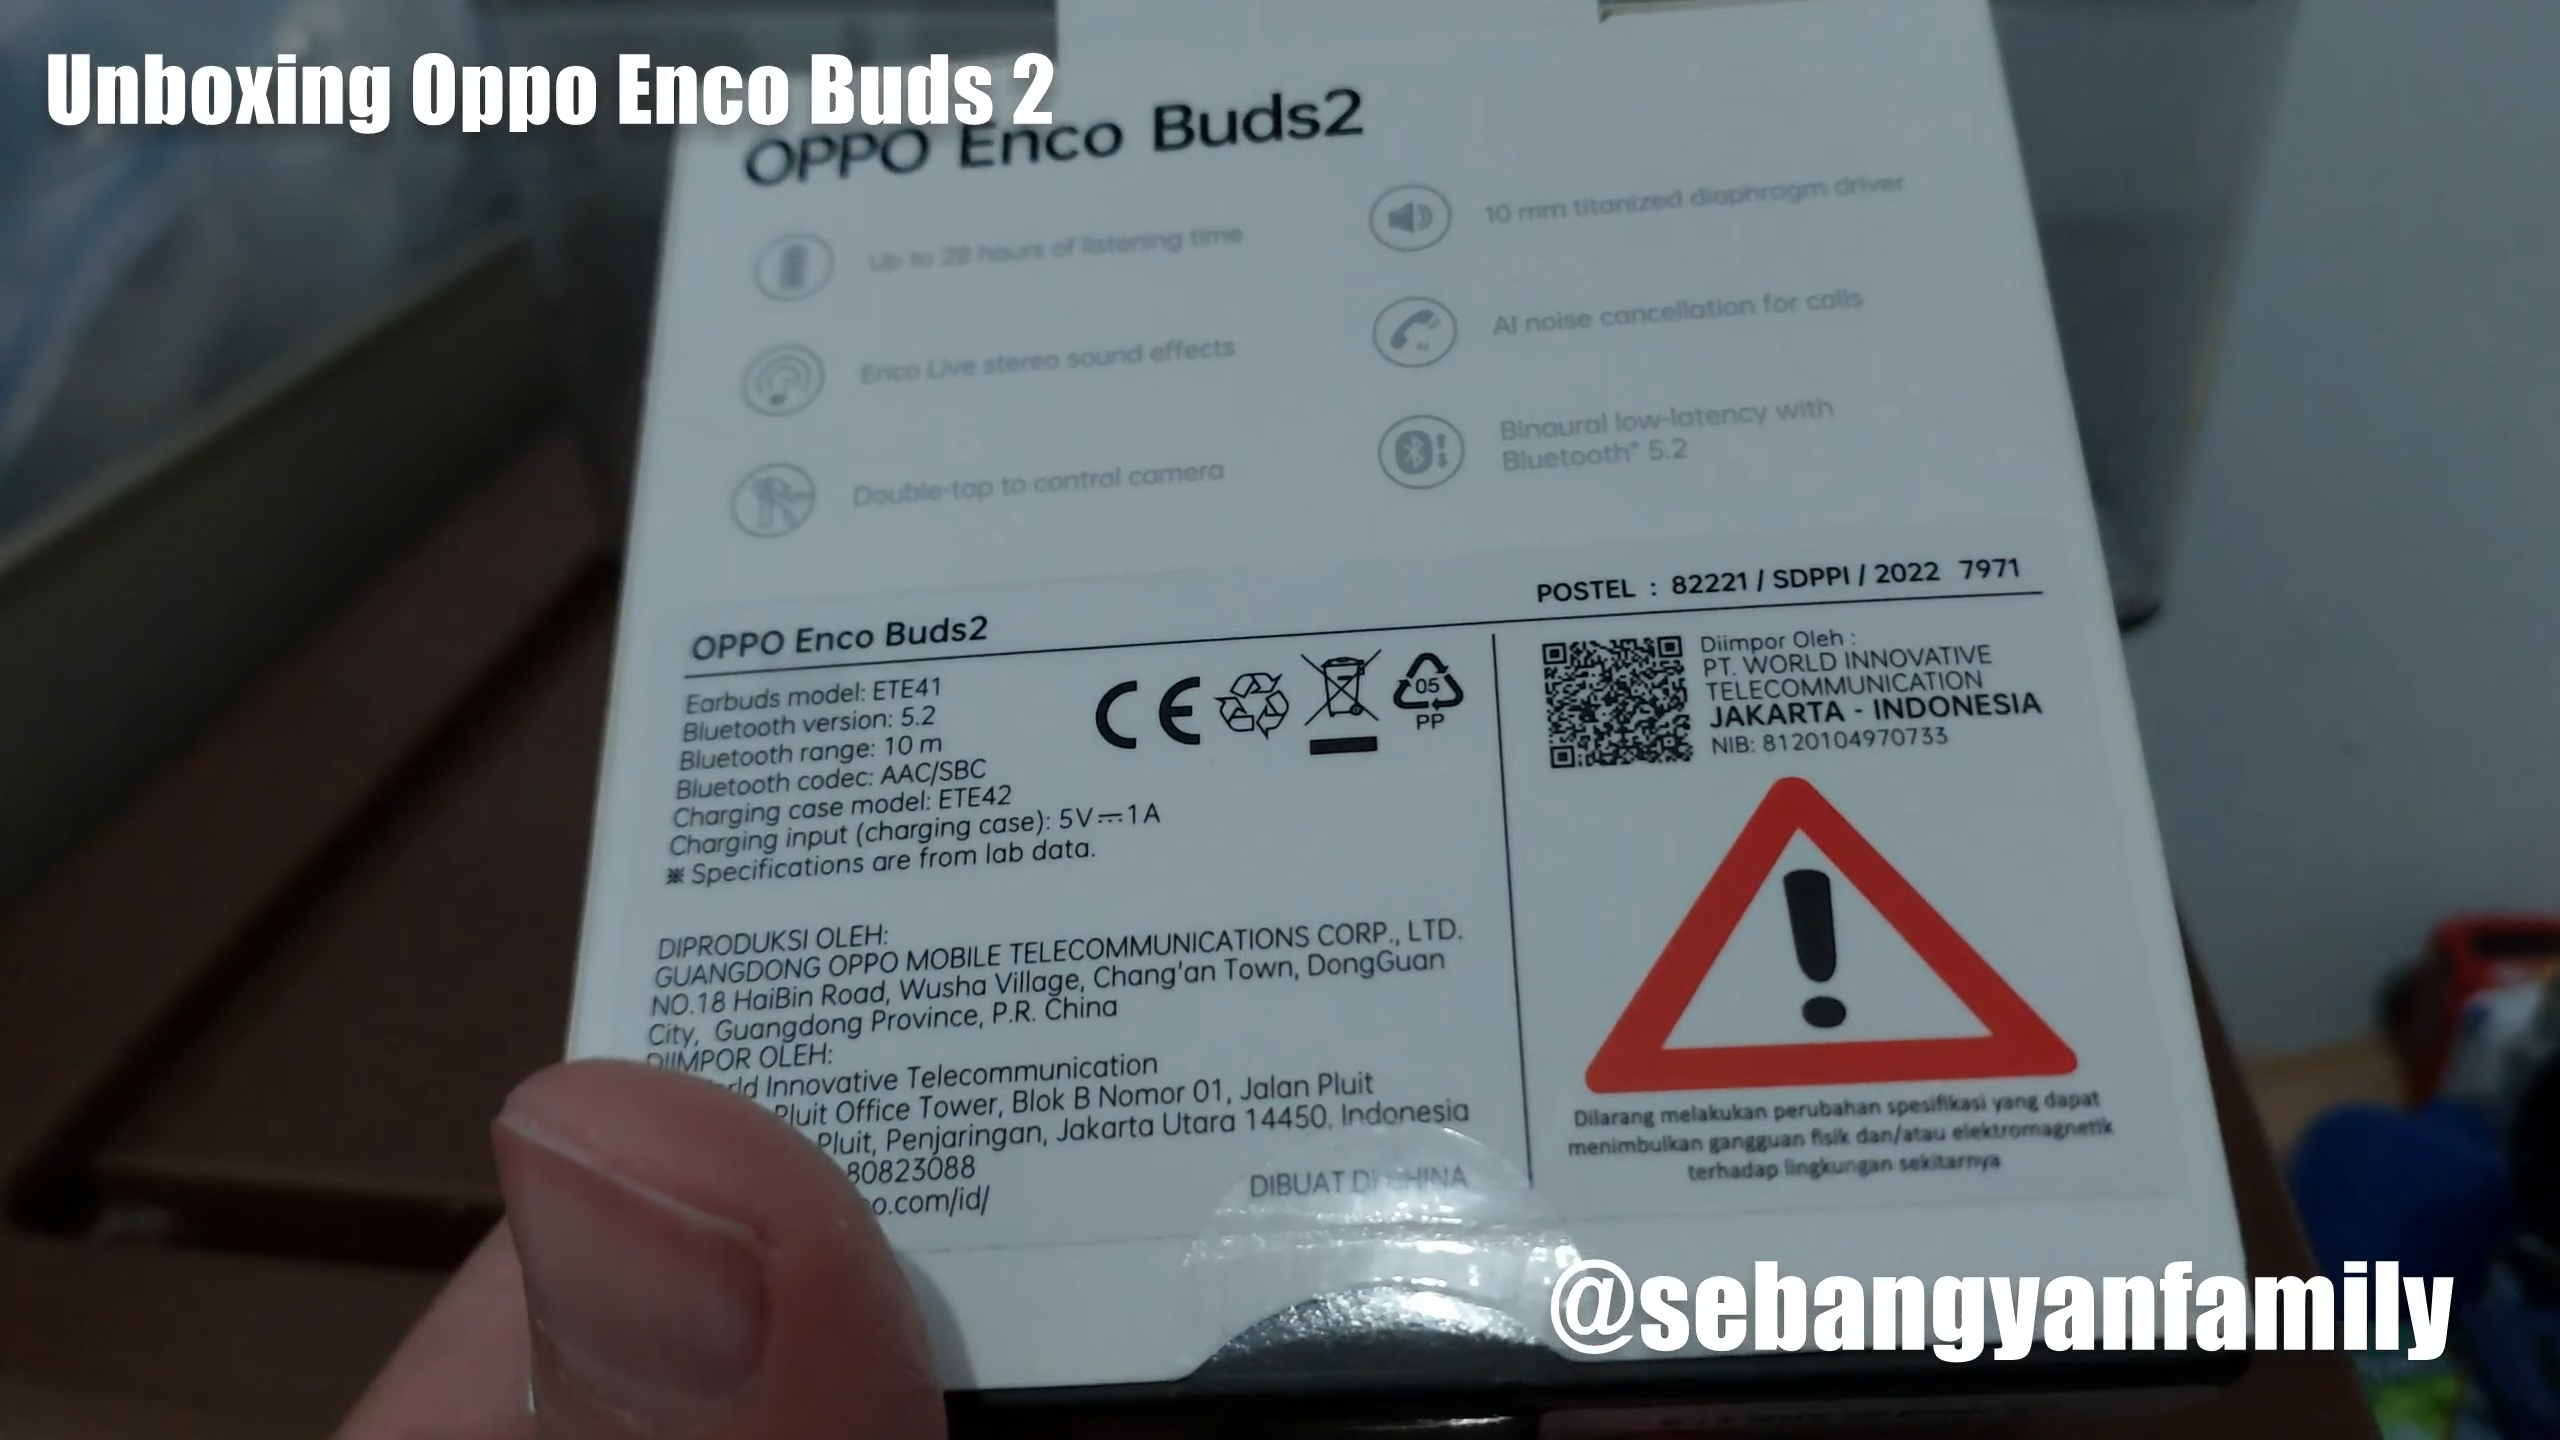 Unboxing Oppo Enco Buds 2
OPPO Enco Buds2
Up to 28 hours of listening time
10 mm titanized diaphragm driver
Enco Live stereo sound effects
AI noise cancellation for calls
Double-tap to control camera
Binaural low-latency with
Bluetooth® 5.2
OPPO Enco Buds2
POSTEL : 82221 / SDPPI / 2022 7971
Earbuds model: ETE41
Bluetooth version: 5.2
Bluetooth range: 10 m
Bluetooth codec: AAC/SBC
Charging case model: ETE42
Charging input (charging case): 5V⎓1A
※ Specifications are from lab data.
CE
05
PP
Diimpor Oleh :
PT. WORLD INNOVATIVE
TELECOMMUNICATION
JAKARTA - INDONESIA
NIB: 8120104970733
DIPRODUKSI OLEH:
GUANGDONG OPPO MOBILE TELECOMMUNICATIONS CORP., LTD.
NO.18 HaiBin Road, Wusha Village, Chang'an Town, DongGuan
City, Guangdong Province, P.R. China
DIIMPOR OLEH:
Innovative Telecommunication
Pluit Office Tower, Blok B Nomor 01, Jalan Pluit
Pluit, Penjaringan, Jakarta Utara 14450, Indonesia
80823088
o.com/id/
DIBUAT DI CHINA
Dilarang melakukan perubahan spesifikasi yang dapat
menimbulkan gangguan fisik dan/atau elektromagnetik
terhadap lingkungan sekitarnya
@sebangyanfamily